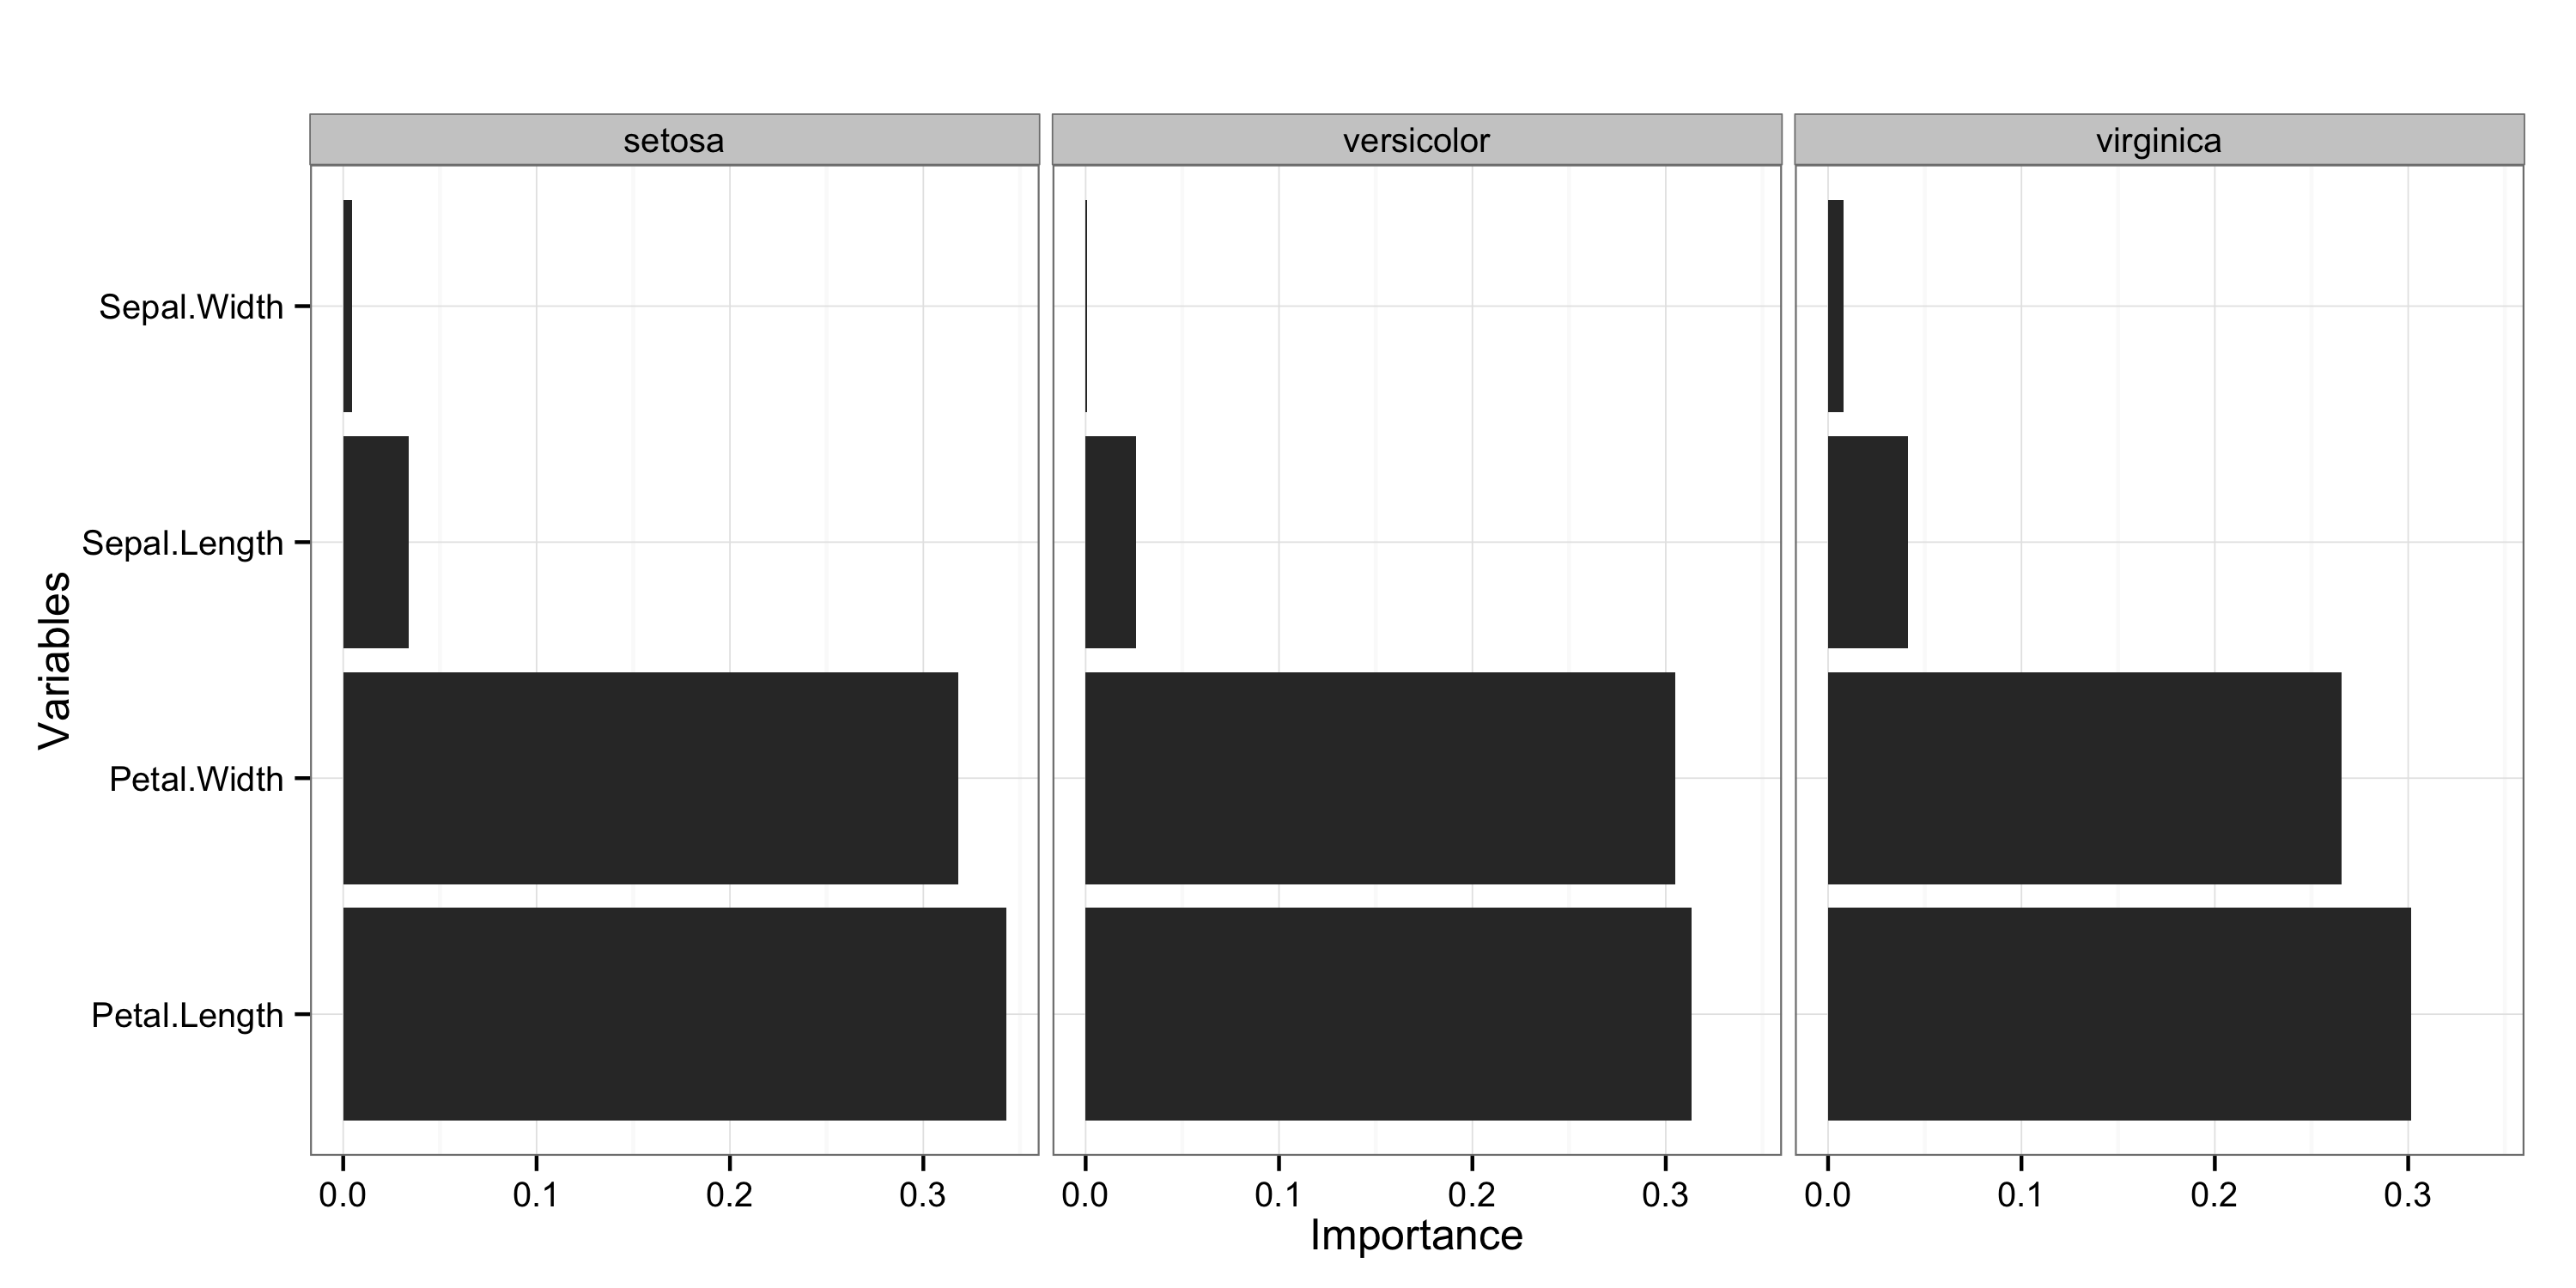 setosa versicolor virginica
Sepal.Width
Sepal.Length
Variables
Petal.Width
Petal.Length
0.0 0.1 0.2 0.3 0.0 0.1 0.2 0.3 0.0 0.1 0.2 0.3
Importance